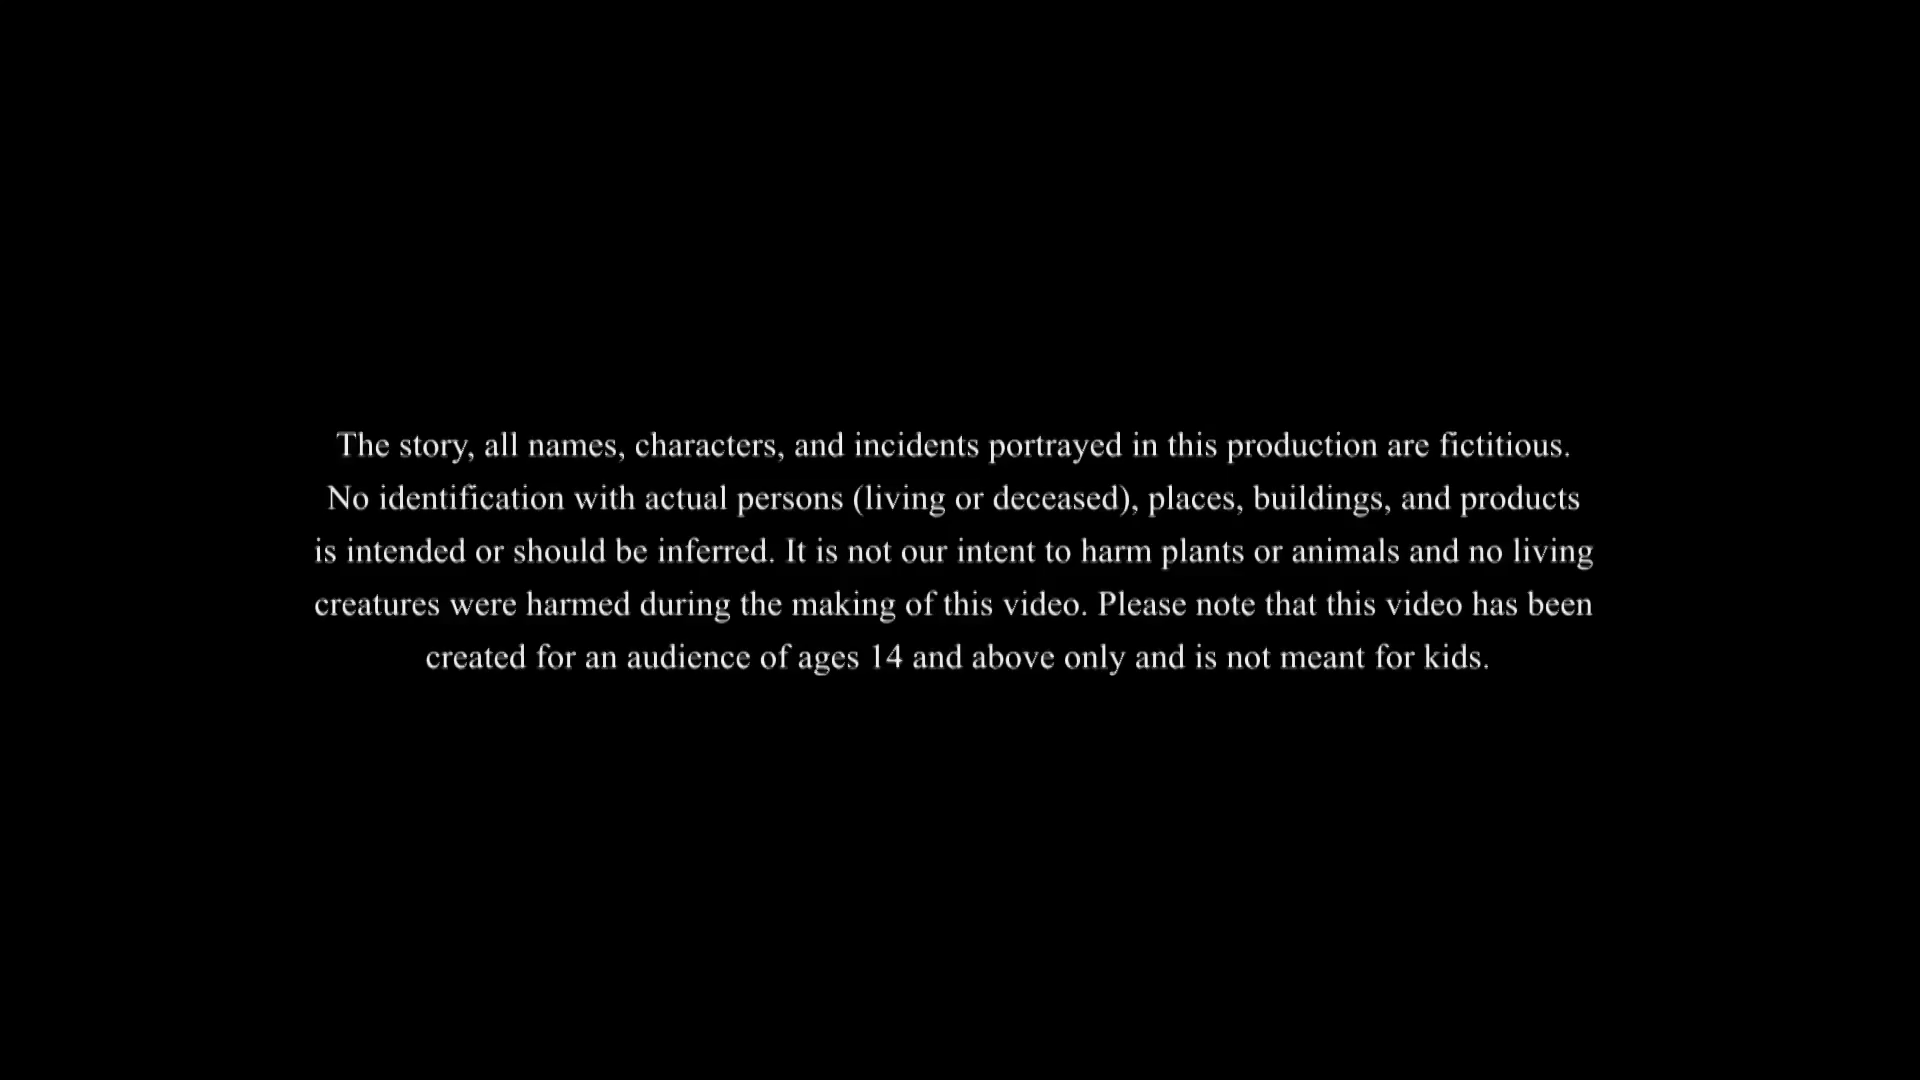 The story, all names, characters, and incidents portrayed in this production are fictitious.
No identification with actual persons (living or deceased), places, buildings, and products
is intended or should be inferred. It is not our intent to harm plants or animals and no living
creatures were harmed during the making of this video. Please note that this video has been
created for an audience of ages 14 and above only and is not meant for kids.